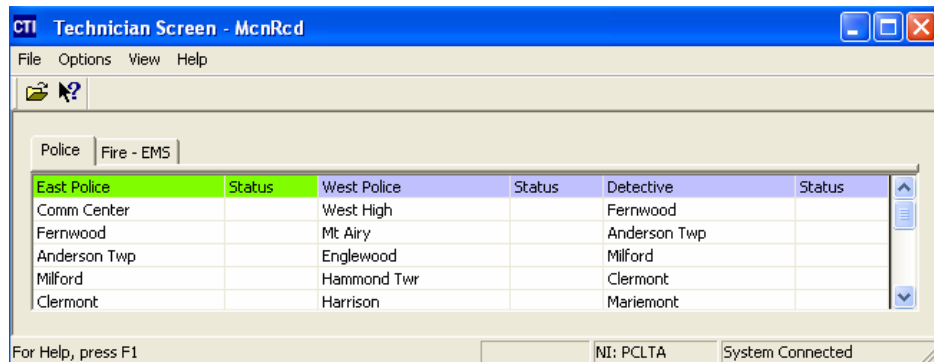 CTI Technician Screen - McnRcd
File Options View Help
Police Fire - EMS
East Police Status West Police Status Detective Status
Comm Center West High Fernwood
Fernwood Mt Airy Anderson Twp
Anderson Twp Englewood Milford
Milford Hammond Twr Clermont
Clermont Harrison Mariemont
For Help, press F1 NI: PCLTA System Connected